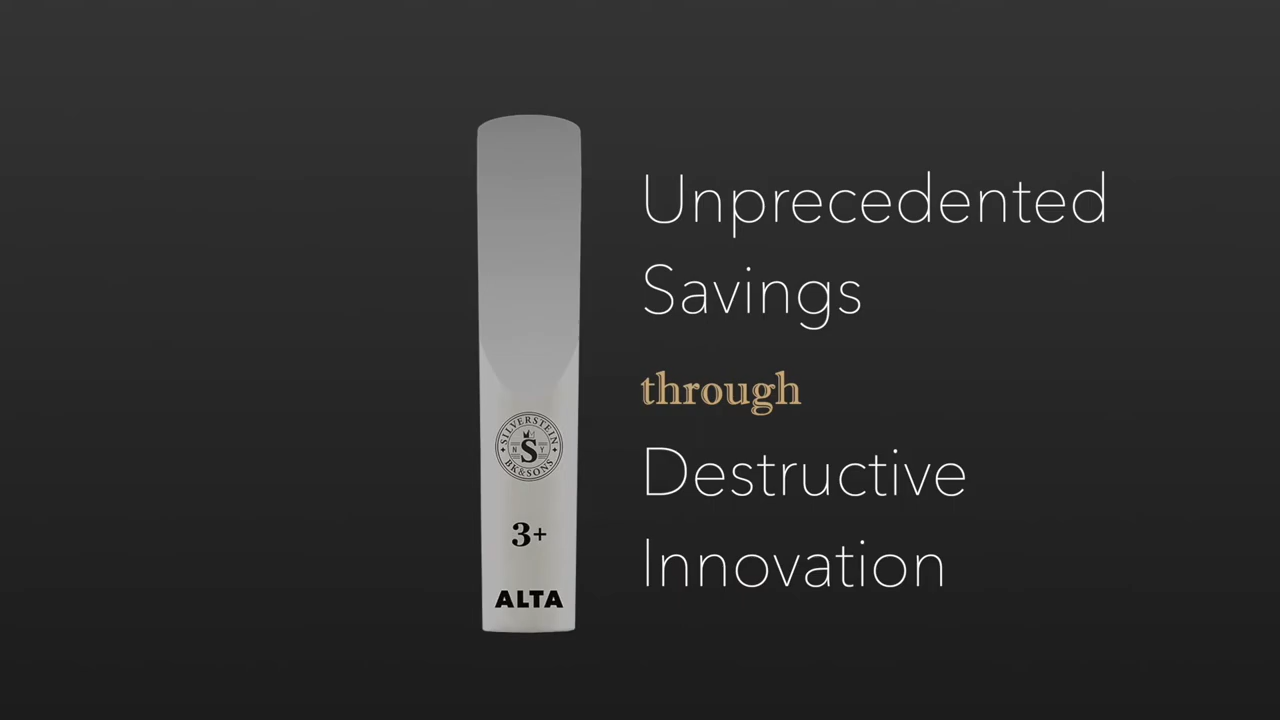 Unprecedented
Savings
through
Destructive
Innovation
SILVERSTEIN
N S Y
BK&SONS
3+
ALTA